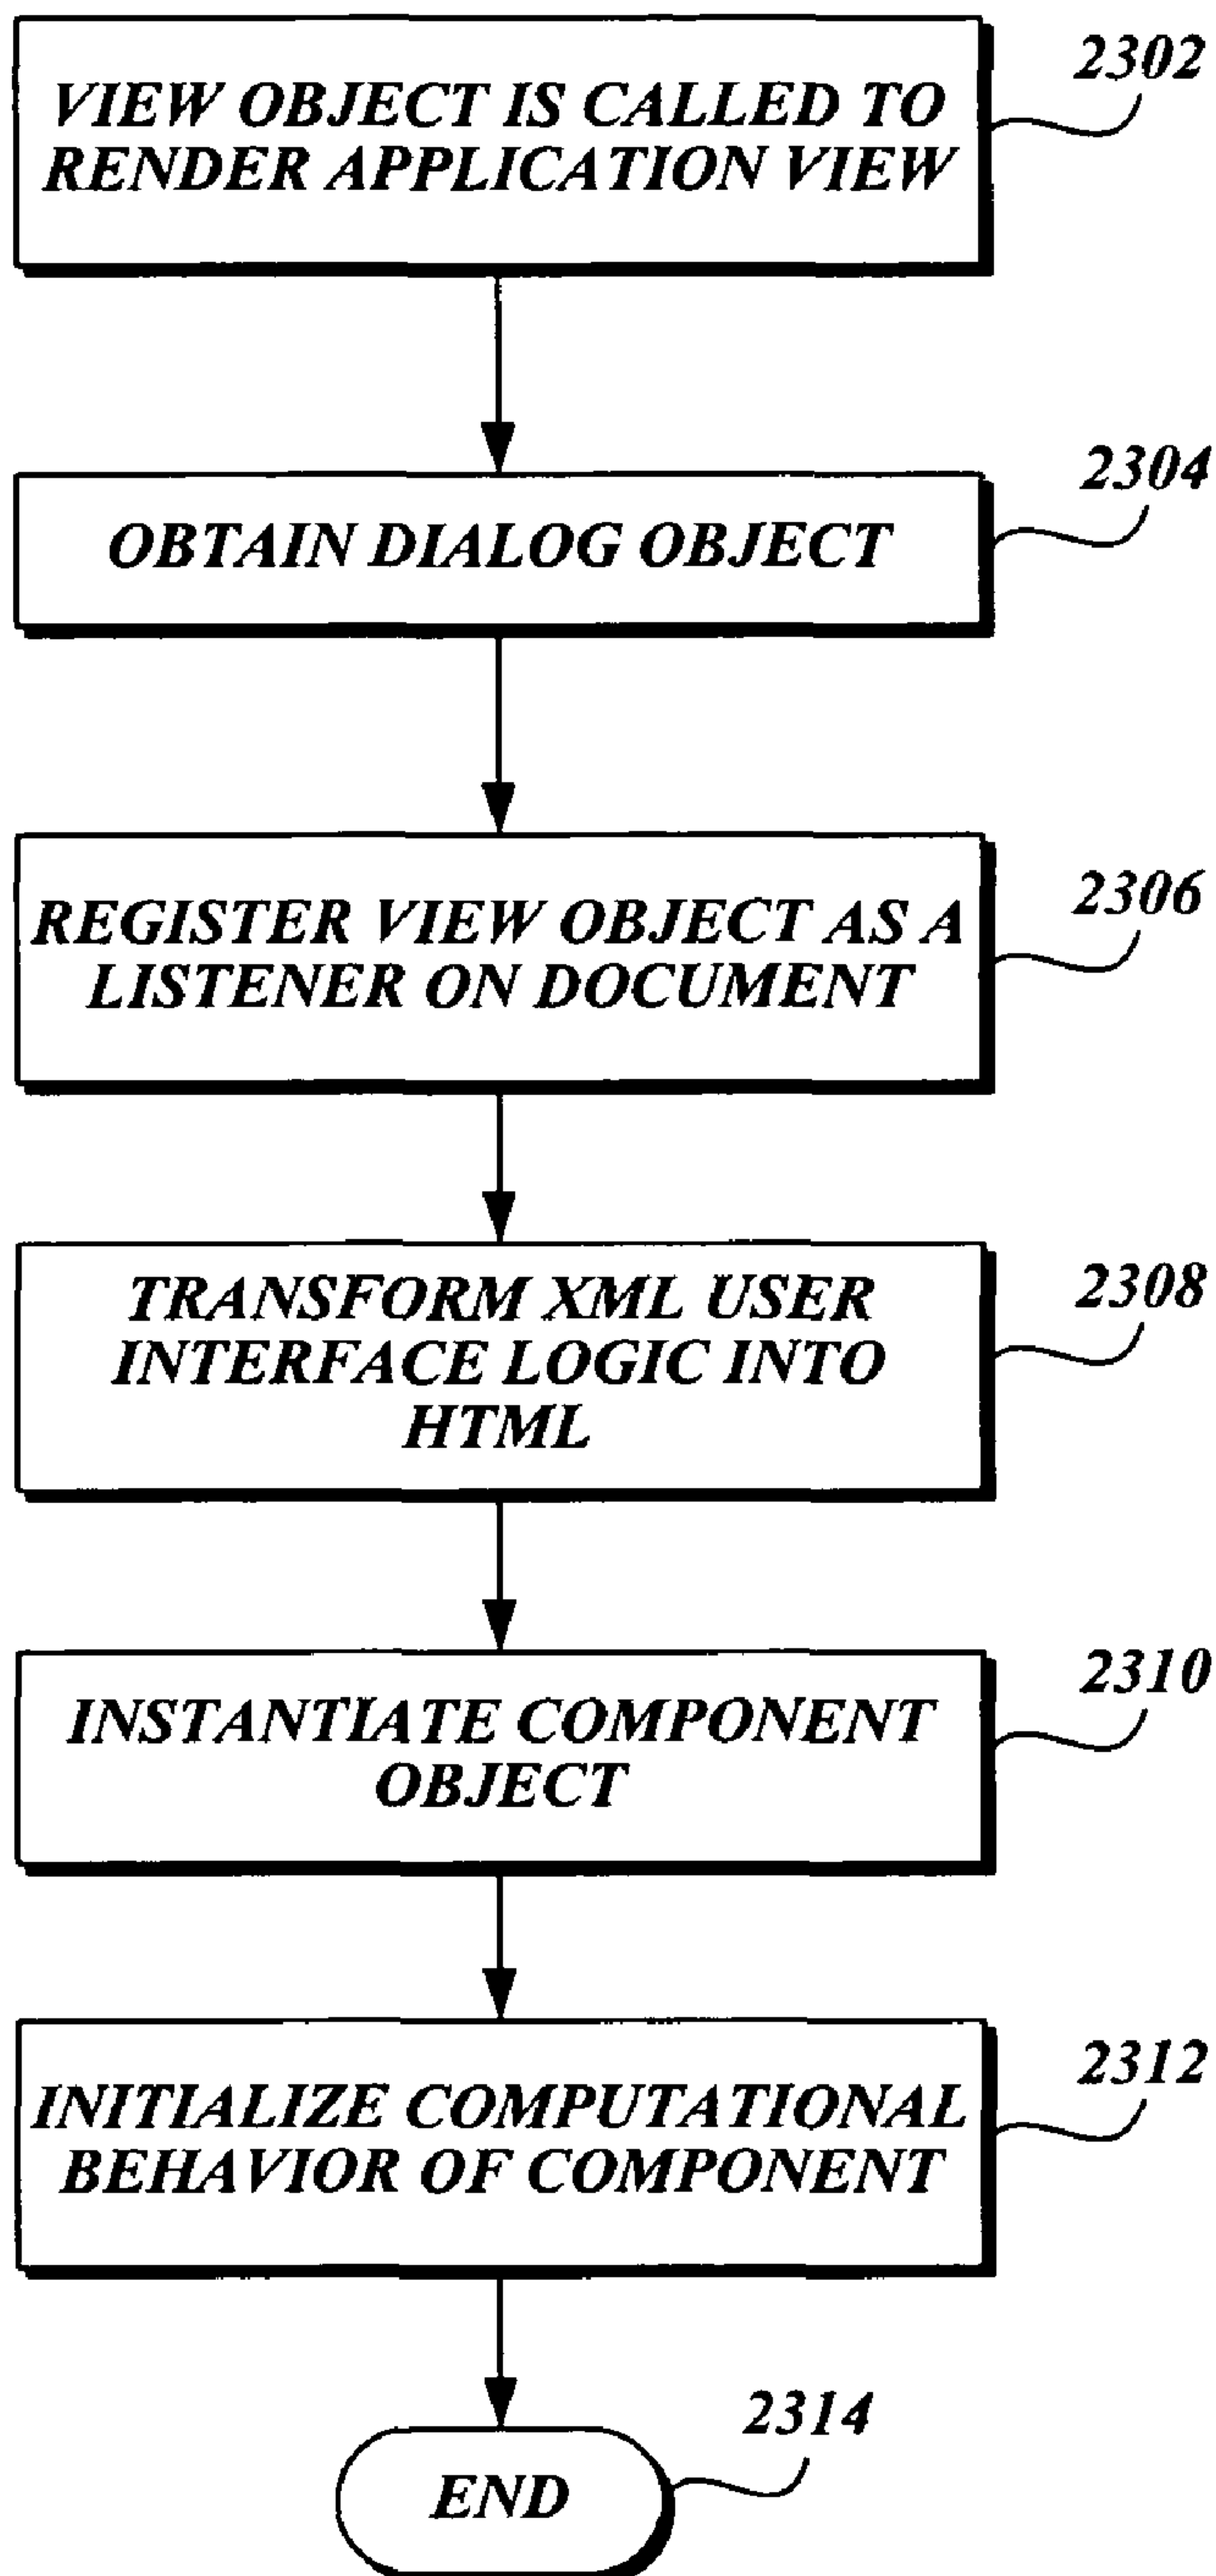 2302
VIEW OBJECT IS CALLED TO
RENDER APPLICATION VIEW
2304
OBTAIN DIALOG OBJECT
2306
REGISTER VIEW OBJECT AS A
LISTENER ON DOCUMENT
2308
TRANSFORM XML USER
INTERFACE LOGIC INTO
HTML
2310
INSTANTIATE COMPONENT
OBJECT
2312
INITIALIZE COMPUTATIONAL
BEHAVIOR OF COMPONENT
2314
END